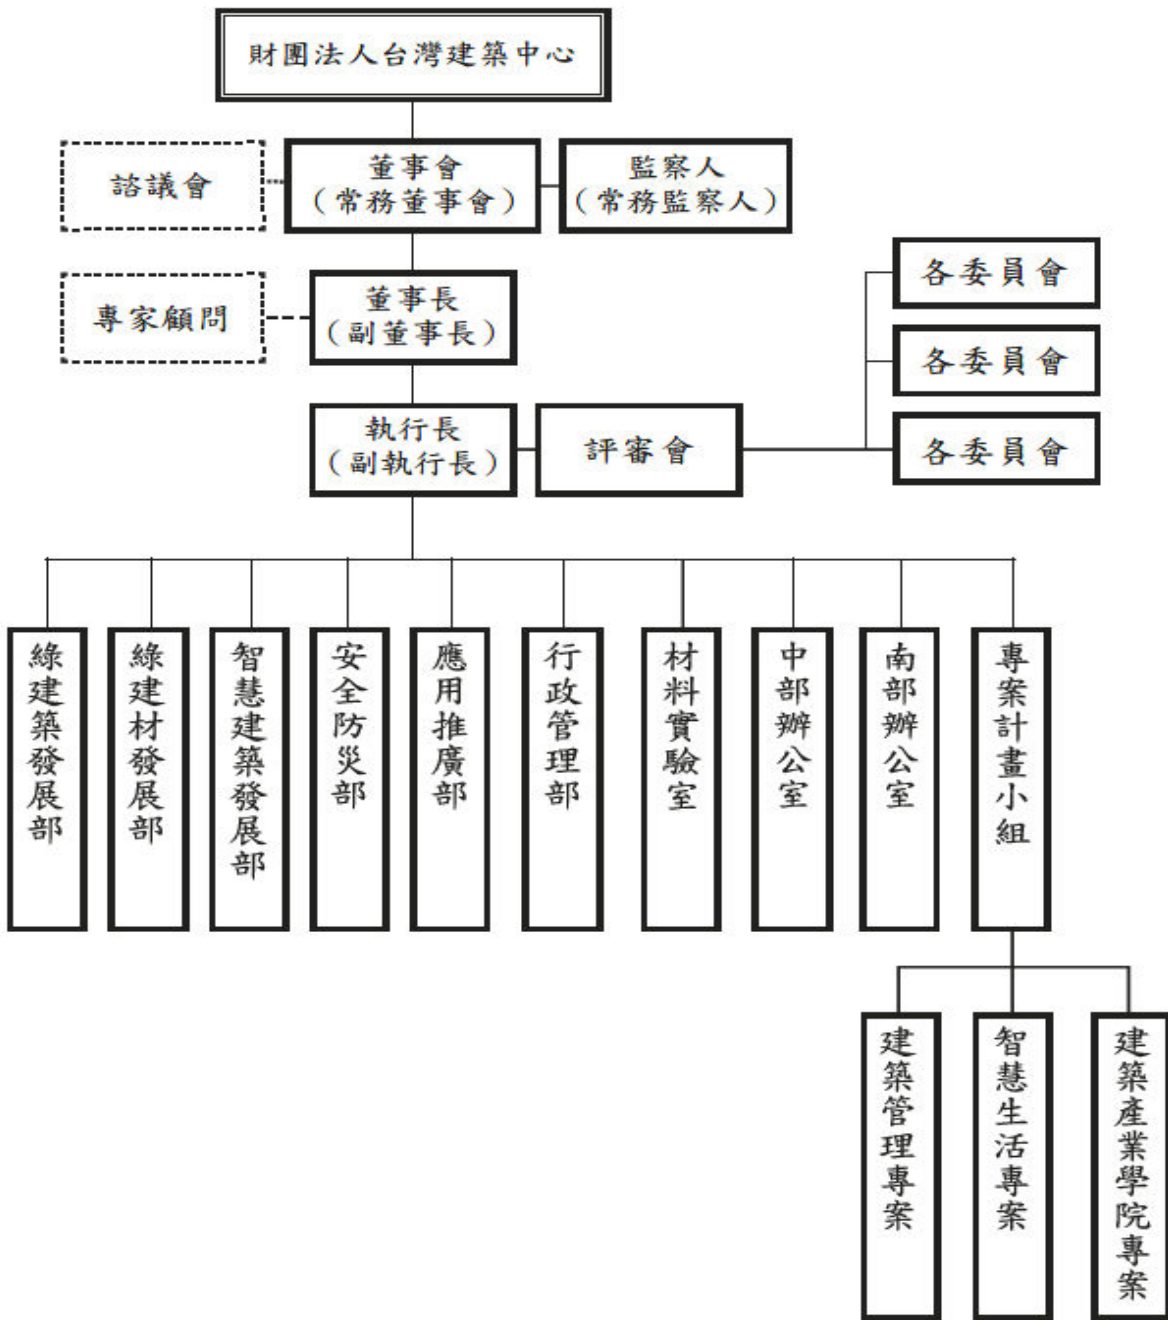 財團法人台灣建築中心
諮議會
董事會
（常務董事會）
監察人
（常務監察人）
專家顧問
董事長
（副董事長）
各委員會
各委員會
各委員會
執行長
（副執行長）
評審會
綠建築發展部
綠建材發展部
智慧建築發展部
安全防災部
應用推廣部
行政管理部
材料實驗室
中部辦公室
南部辦公室
專案計畫小組
建築管理專案
智慧生活專案
建築產業學院專案